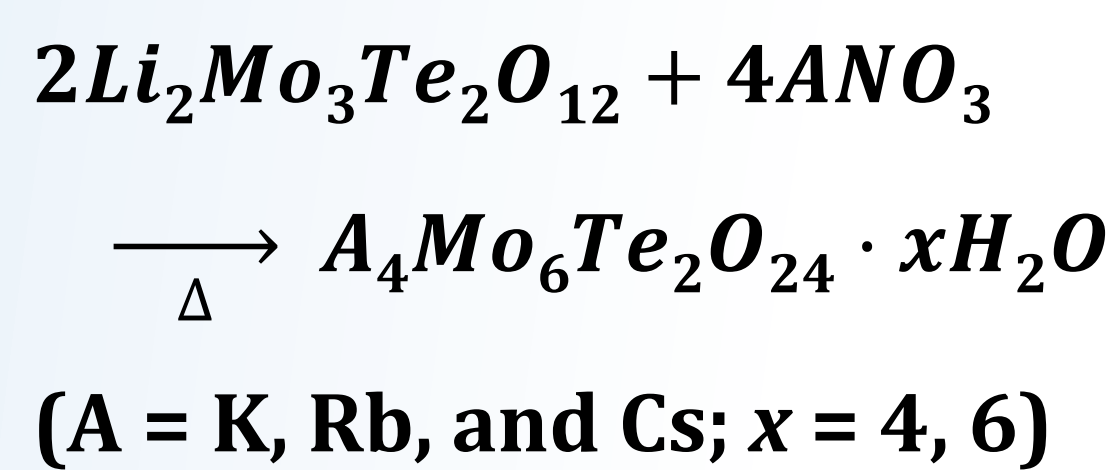 2Li₂Mo₃Te₂O₁₂ + 4ANO₃
⟶ A₄Mo₆Te₂O₂₄ · xH₂O
Δ
(A = K, Rb, and Cs; x = 4, 6)